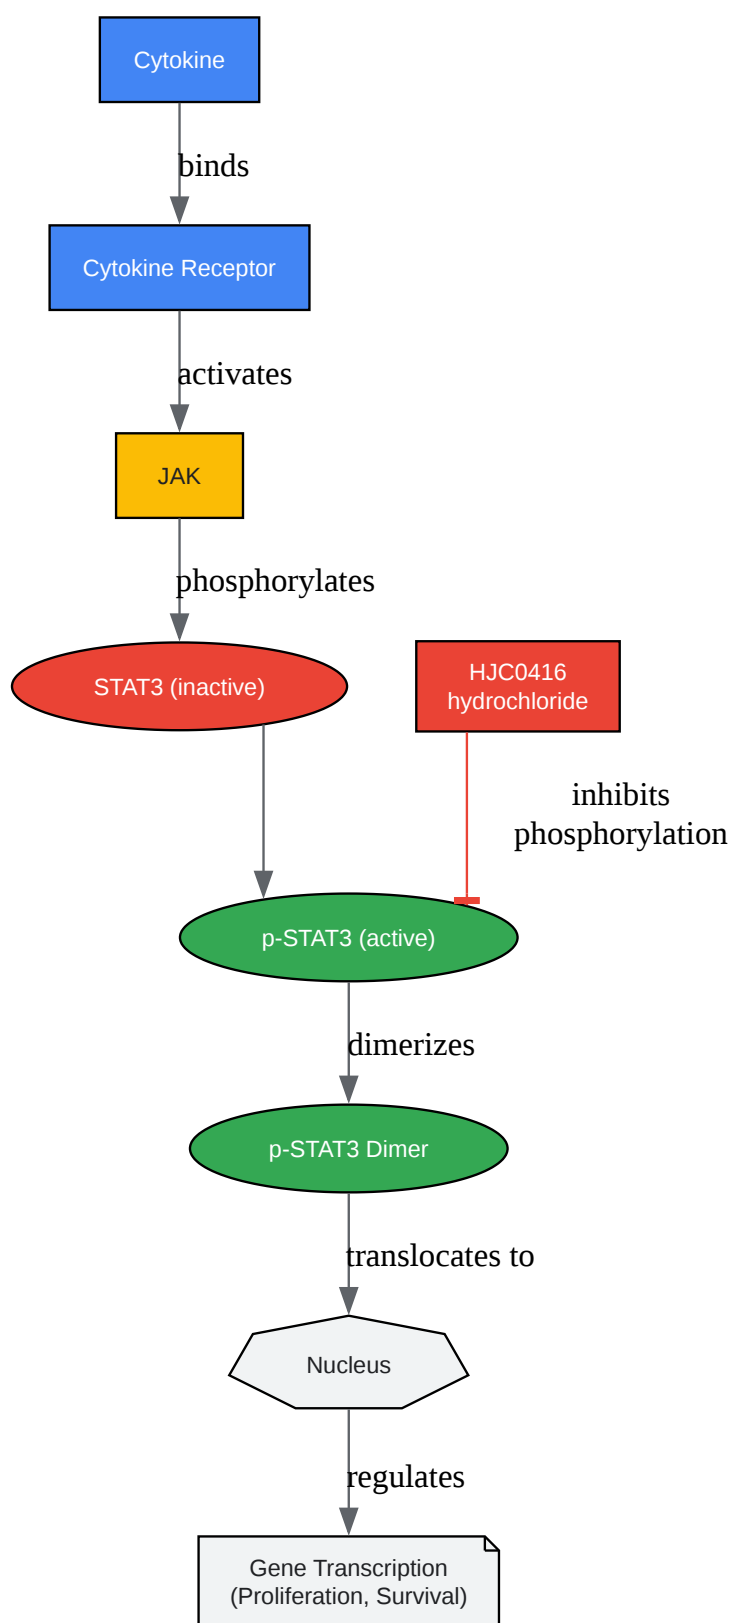 Cytokine
binds
Cytokine Receptor
activates
JAK
phosphorylates
STAT3 (inactive)
HJC0416
hydrochloride
inhibits
phosphorylation
p-STAT3 (active)
dimerizes
p-STAT3 Dimer
translocates to
Nucleus
regulates
Gene Transcription
(Proliferation, Survival)